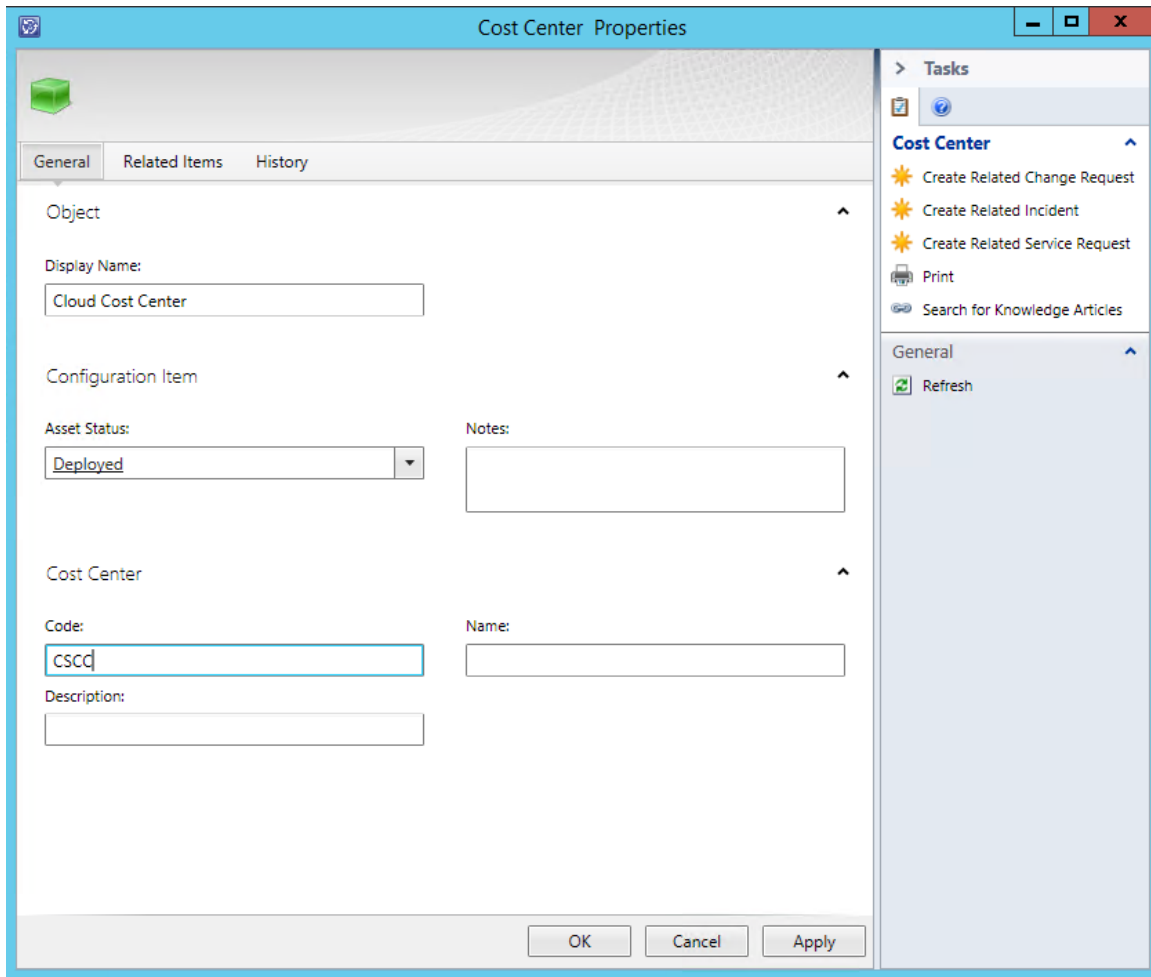 Cost Center Properties
General
Related Items
History
Object
Display Name:
Cloud Cost Center
Configuration Item
Asset Status:
Notes:
Deployed
Cost Center
Code:
Name:
CSCC
Description:
OK
Cancel
Apply
Tasks
Cost Center
Create Related Change Request
Create Related Incident
Create Related Service Request
Print
Search for Knowledge Articles
General
Refresh